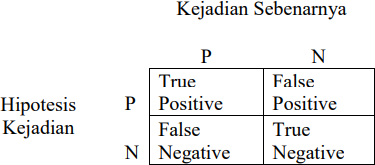 Kejadian Sebenarnya
P N
True False
Hipotesis P Positive Positive
Kejadian False True
N Negative Negative